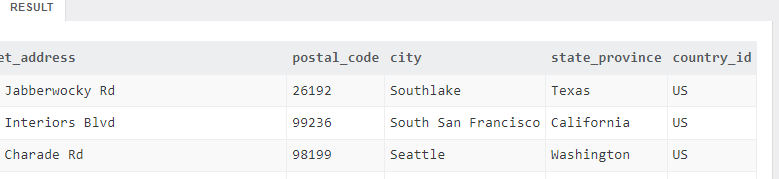 RESULT
et_address postal_code city state_province country_id
Jabberwocky Rd 26192 Southlake Texas US
Interiors Blvd 99236 South San Francisco California US
Charade Rd 98199 Seattle Washington US